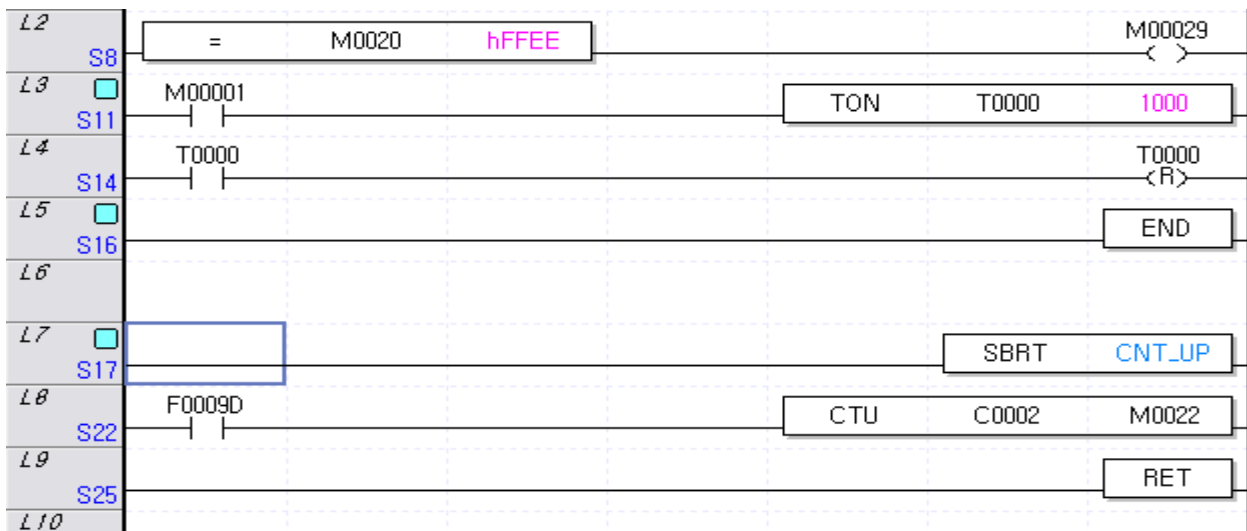 L2
S8
= M0020 hFFEE
M00029
L3
S11
M00001
TON T0000 1000
L4
S14
T0000
T0000
R
L5
S16
END
L6
L7
S17
SBRT CNT_UP
L8
S22
F0009D
CTU C0002 M0022
L9
S25
RET
L10